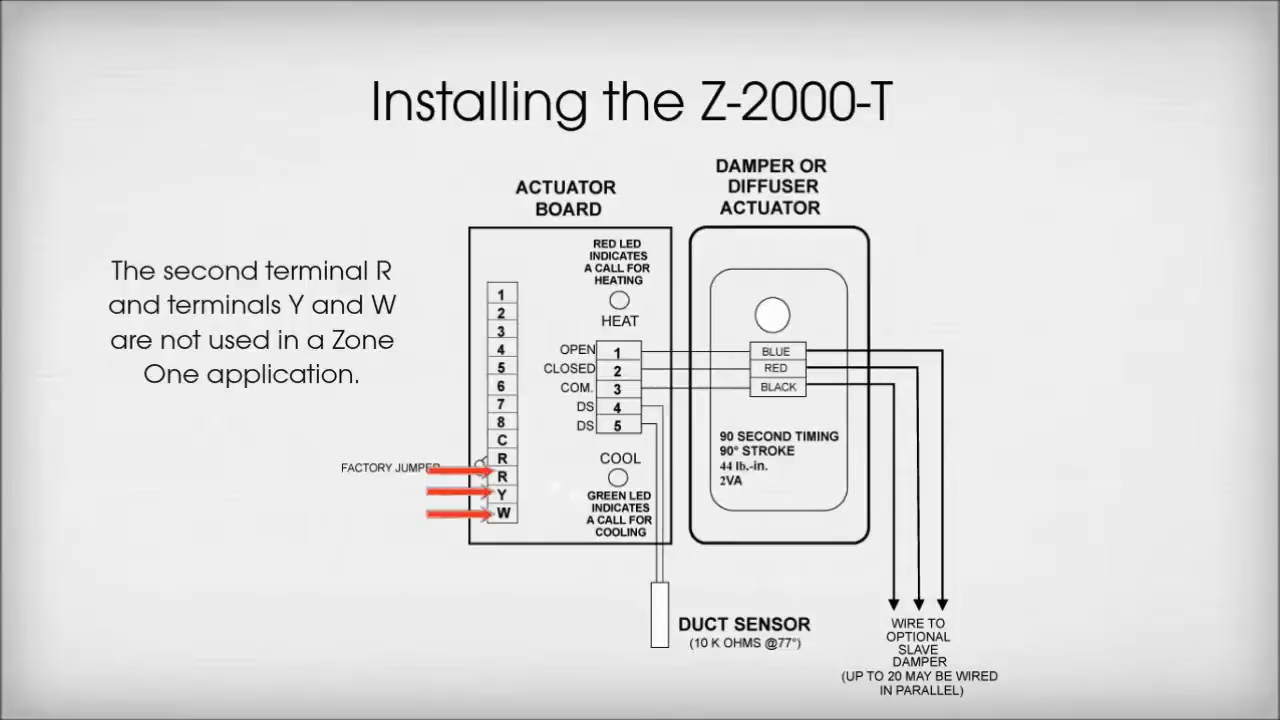 Installing the Z-2000-T
The second terminal R
and terminals Y and W
are not used in a Zone
One application.
ACTUATOR
BOARD
RED LED
INDICATES
A CALL FOR
HEATING
HEAT
1
2
3
4
5
6
7
8
C
R
R
Y
W
FACTORY JUMPER
OPEN 1
CLOSED 2
COM. 3
DS 4
DS 5
COOL
GREEN LED
INDICATES
A CALL FOR
COOLING
DAMPER OR
DIFFUSER
ACTUATOR
BLUE
RED
BLACK
90 SECOND TIMING
90° STROKE
44 lb.-in.
2VA
DUCT SENSOR
(10 K OHMS @77°)
WIRE TO
OPTIONAL
SLAVE
DAMPER
(UP TO 20 MAY BE WIRED
IN PARALLEL)